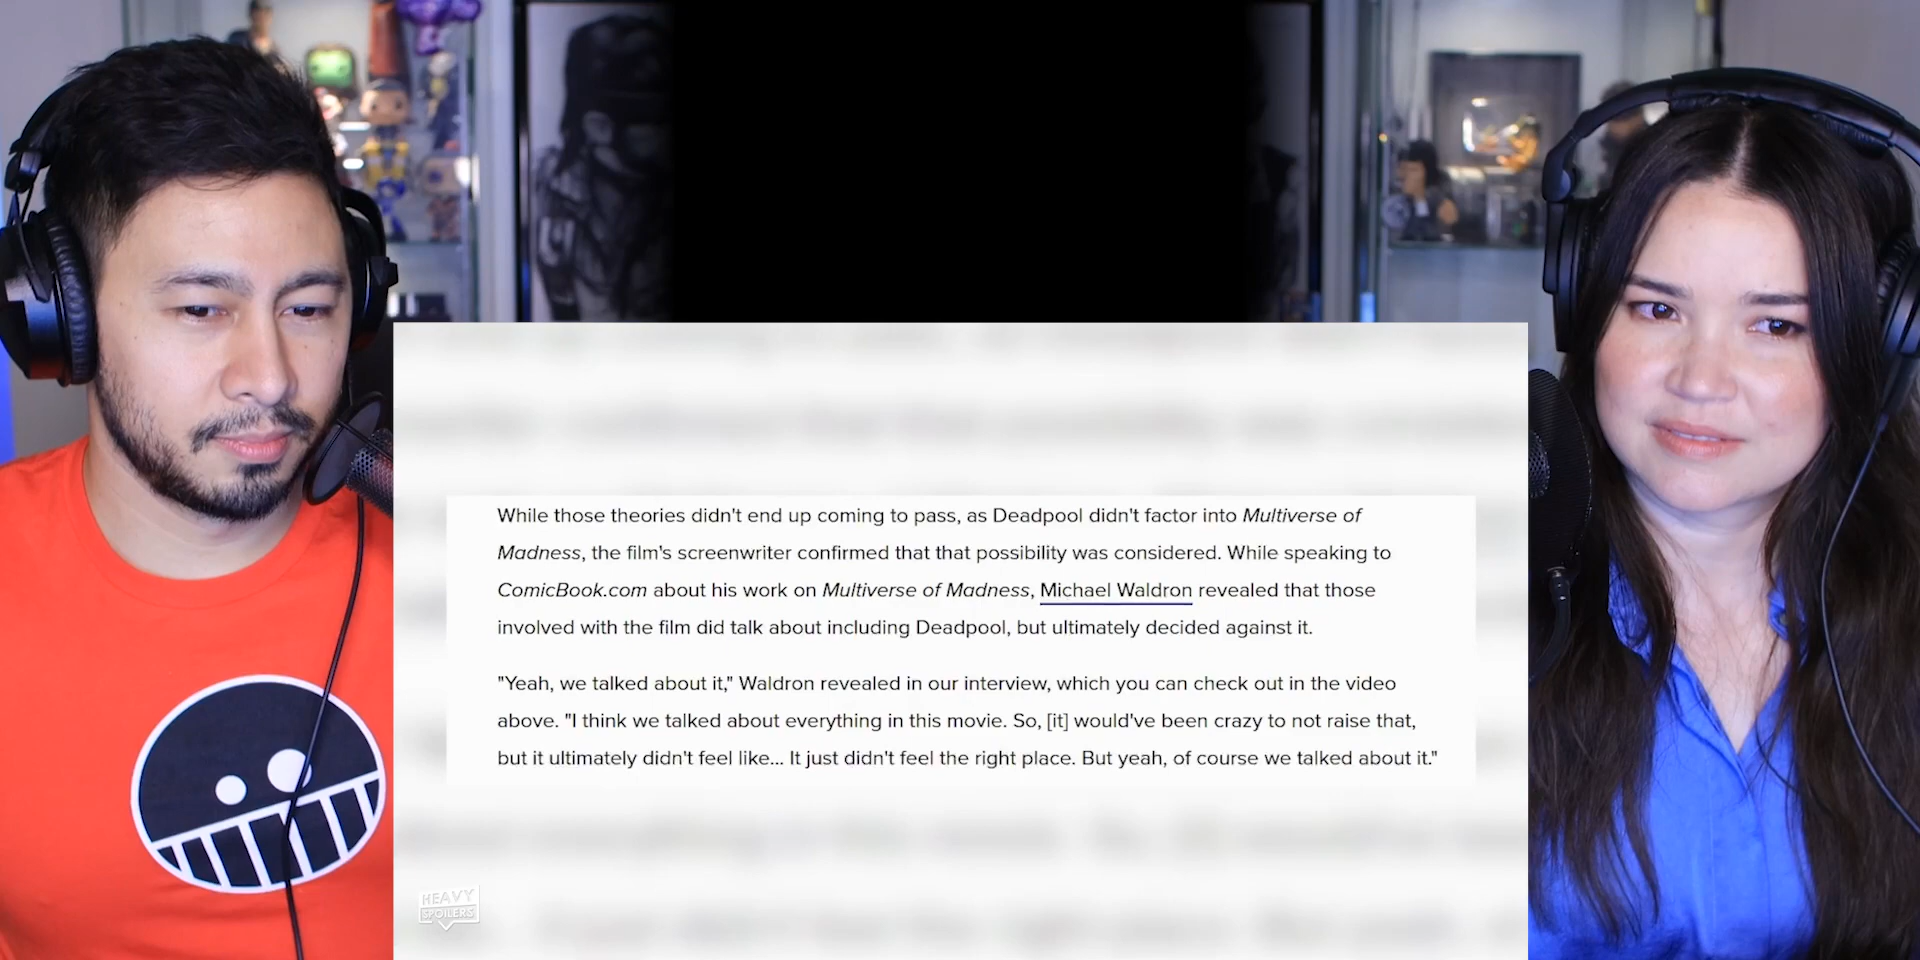 While those theories didn't end up coming to pass, as Deadpool didn't factor into Multiverse of
Madness, the film's screenwriter confirmed that that possibility was considered. While speaking to
ComicBook.com about his work on Multiverse of Madness, Michael Waldron revealed that those
involved with the film did talk about including Deadpool, but ultimately decided against it.
"Yeah, we talked about it," Waldron revealed in our interview, which you can check out in the video
above. "I think we talked about everything in this movie. So, [it] would've been crazy to not raise that,
but it ultimately didn't feel like... It just didn't feel the right place. But yeah, of course we talked about it."
HEAVY
SPOILERS